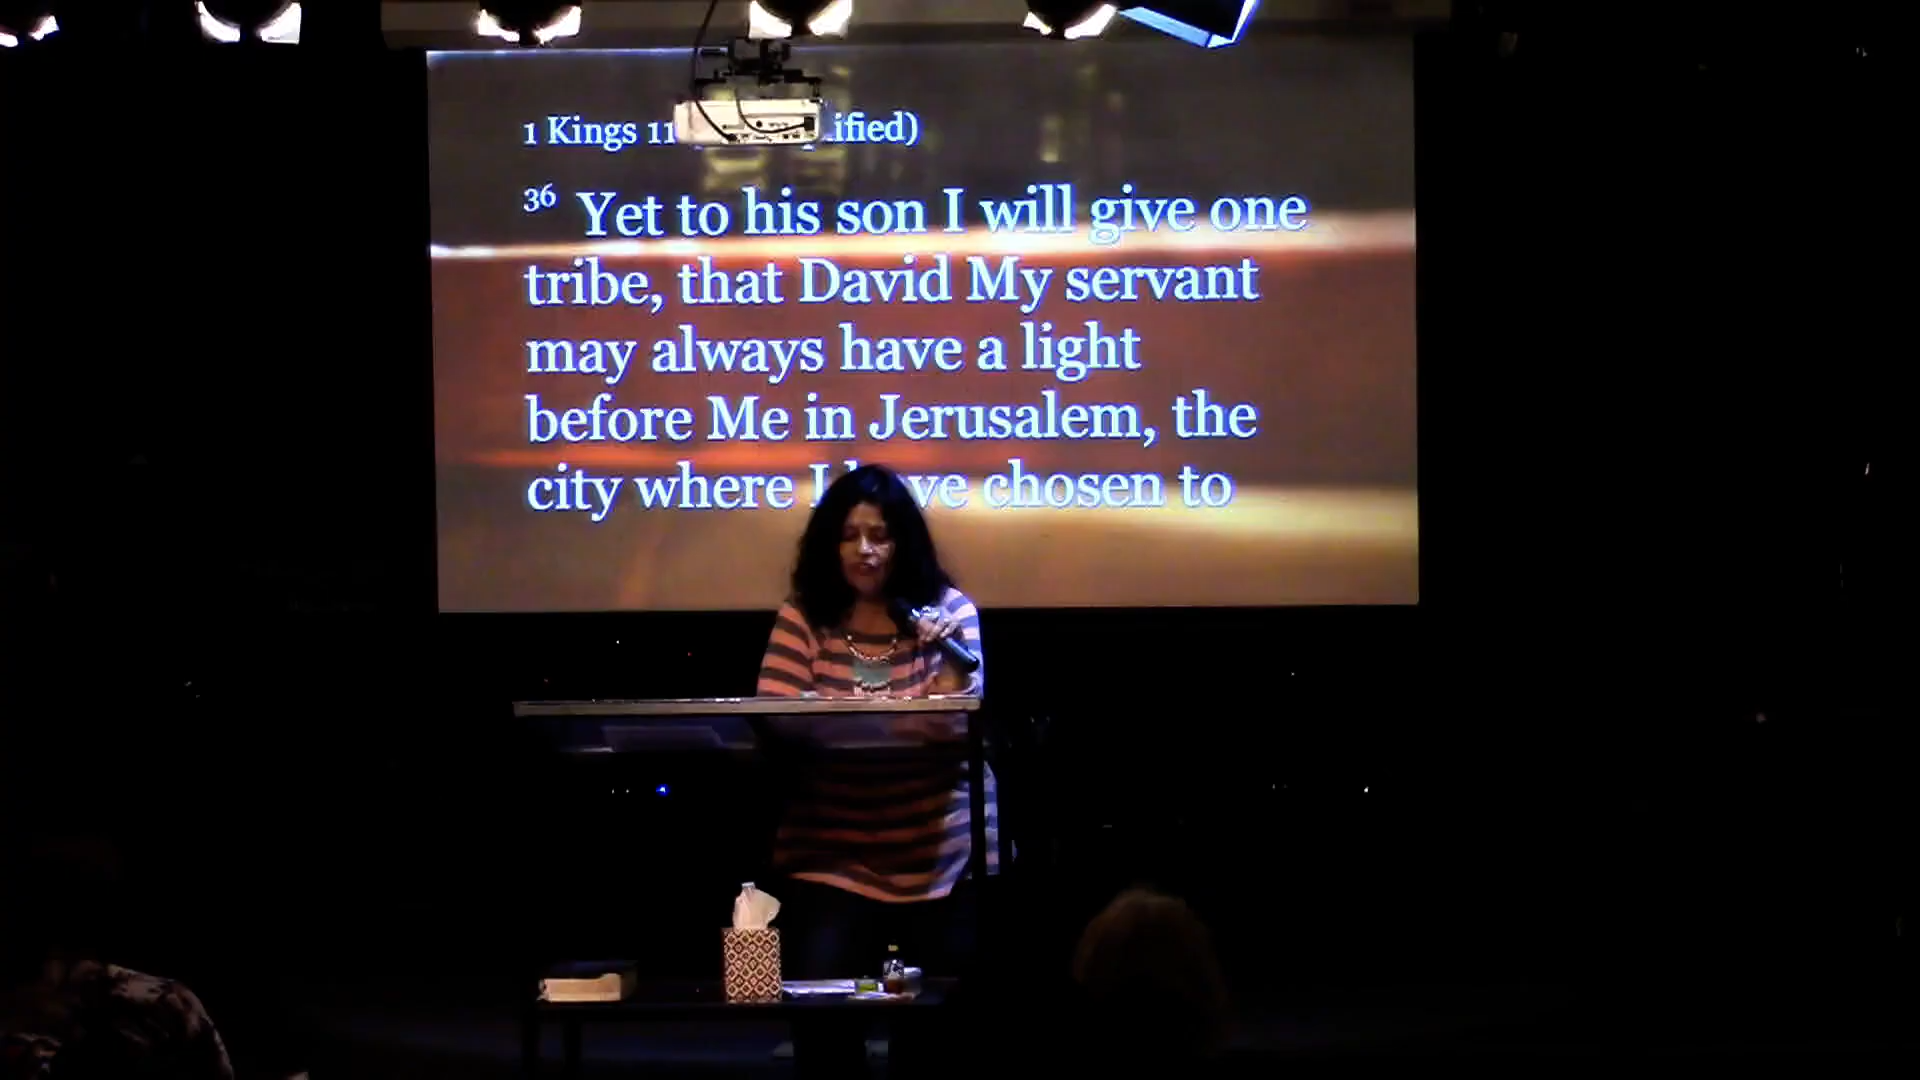 1 Kings 11 ified)
36 Yet to his son I will give one
tribe, that David My servant
may always have a light
before Me in Jerusalem, the
city where I ve chosen to